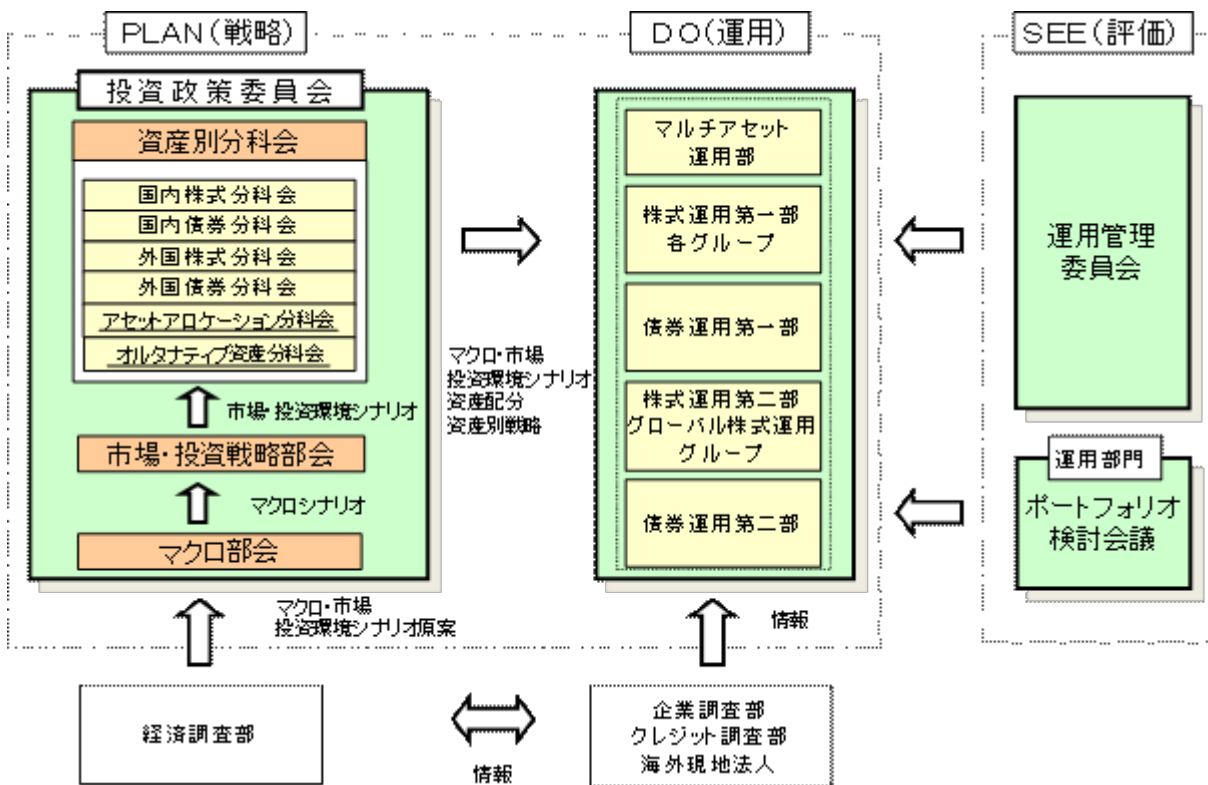 PLAN(戦略)
投資政策委員会
資産別分科会
国内株式分科会
国内債券分科会
外国株式分科会
外国債券分科会
アセットアロケーション分科会
オルタナティブ資産分科会
市場・投資環境シナリオ
市場・投資戦略部会
マクロシナリオ
マクロ部会
マクロ・市場
投資環境シナリオ原案
経済調査部
マクロ・市場
投資環境シナリオ
資産配分
資産別戦略
DO(運用)
マルチアセット
運用部
株式運用第一部
各グループ
債券運用第一部
株式運用第二部
グローバル株式運用
グループ
債券運用第二部
情報
企業調査部
クレジット調査部
海外現地法人
情報
SEE(評価)
運用管理
委員会
運用部門
ポートフォリオ
検討会議